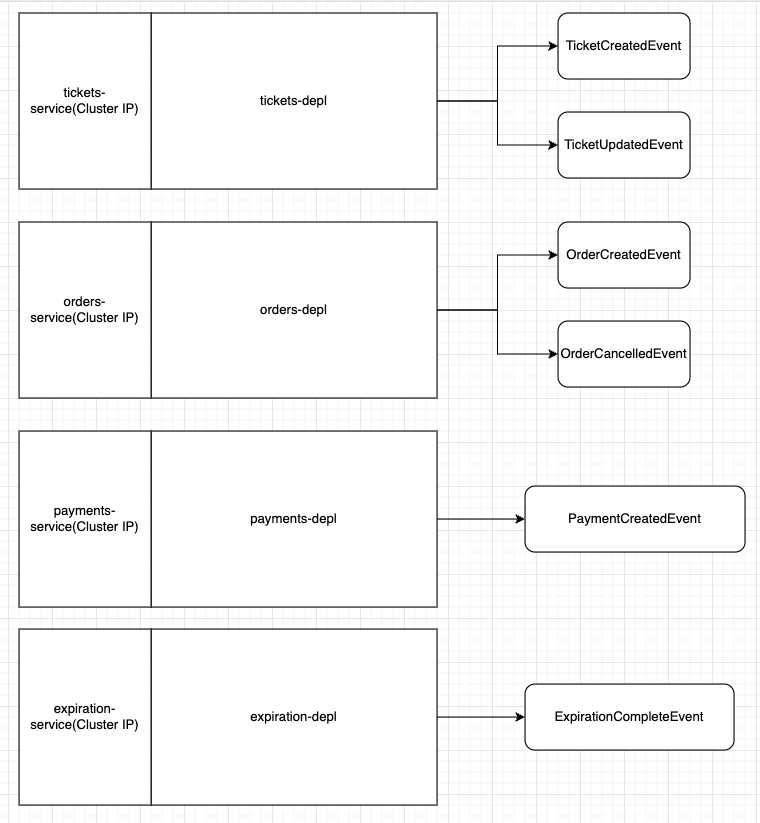 tickets-
service(Cluster IP)
tickets-depl
TicketCreatedEvent
TicketUpdatedEvent
orders-
service(Cluster IP)
orders-depl
OrderCreatedEvent
OrderCancelledEvent
payments-
service(Cluster IP)
payments-depl
PaymentCreatedEvent
expiration-
service(Cluster IP)
expiration-depl
ExpirationCompleteEvent